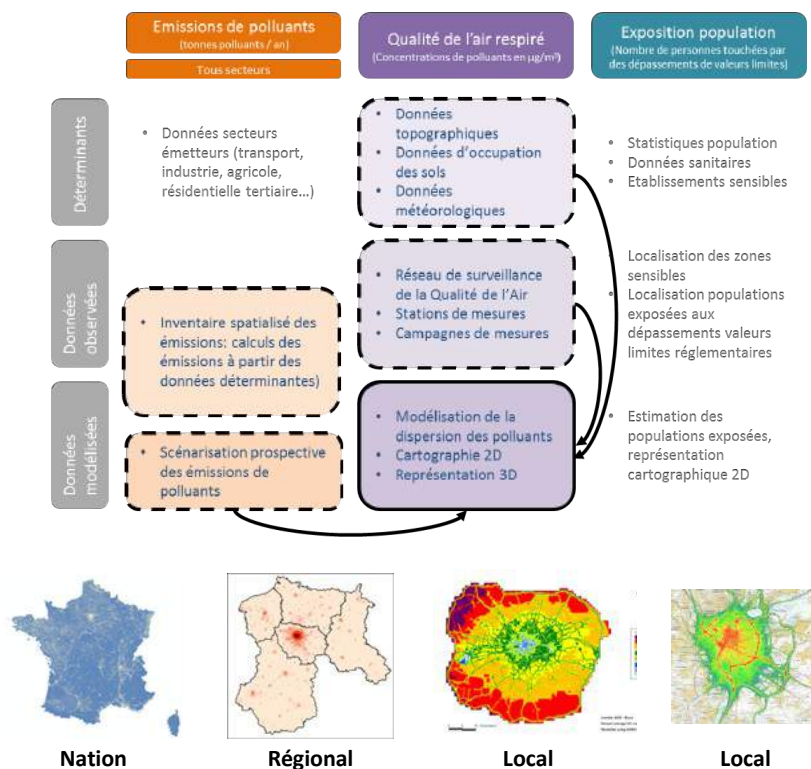 Emissions de polluants
(tonnes polluants / an)
Tous secteurs
Qualité de l'air respiré
(Concentrations de polluants en µg/m³)
Exposition population
(Nombre de personnes touchées par
des dépassements de valeurs limites)
Déterminants
• Données secteurs
émetteurs (transport,
industrie, agricole,
résidentielle tertiaire…)
• Données
topographiques
• Données d'occupation
des sols
• Données
météorologiques
• Statistiques population
• Données sanitaires
• Etablissements sensibles
Données
observées
• Inventaire spatialisé des
émissions: calculs des
émissions à partir des
données déterminantes)
• Réseau de surveillance
de la Qualité de l'Air
• Stations de mesures
• Campagnes de mesures
• Localisation des zones
sensibles
• Localisation populations
exposées aux
dépassements valeurs
limites réglementaires
Données
modélisées
• Scénarisation prospective
des émissions de
polluants
• Modélisation de la
dispersion des polluants
• Cartographie 2D
• Représentation 3D
• Estimation des
populations exposées,
représentation
cartographique 2D
Nation
Régional
Local
Local